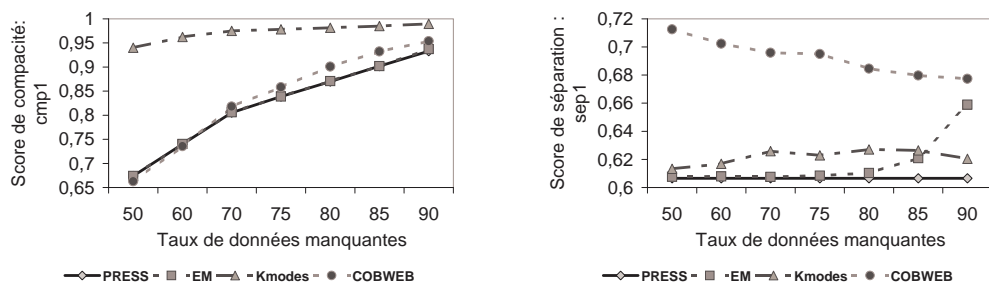 Score de compacité:
cmp1
1
0,95
0,9
0,85
0,8
0,75
0,7
0,65
50 60 70 75 80 85 90
Taux de données manquantes
PRESS EM Kmodes COBWEB
Score de séparation :
sep1
0,72
0,7
0,68
0,66
0,64
0,62
0,6
50 60 70 75 80 85 90
Taux de données manquantes
PRESS EM Kmodes COBWEB